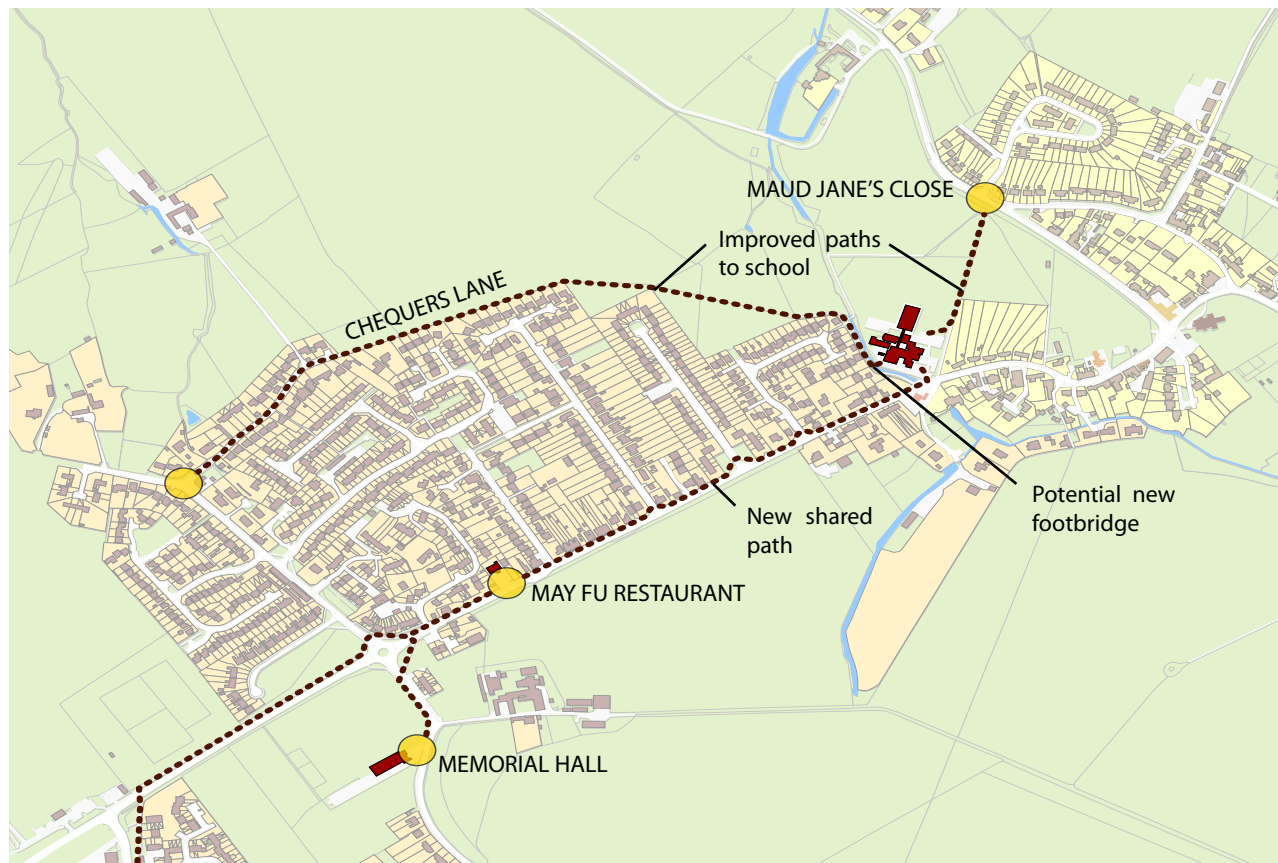 MAUD JANE'S CLOSE
Improved paths
to school
CHEQUERS LANE
Potential new
footbridge
New shared
path
MAY FU RESTAURANT
MEMORIAL HALL